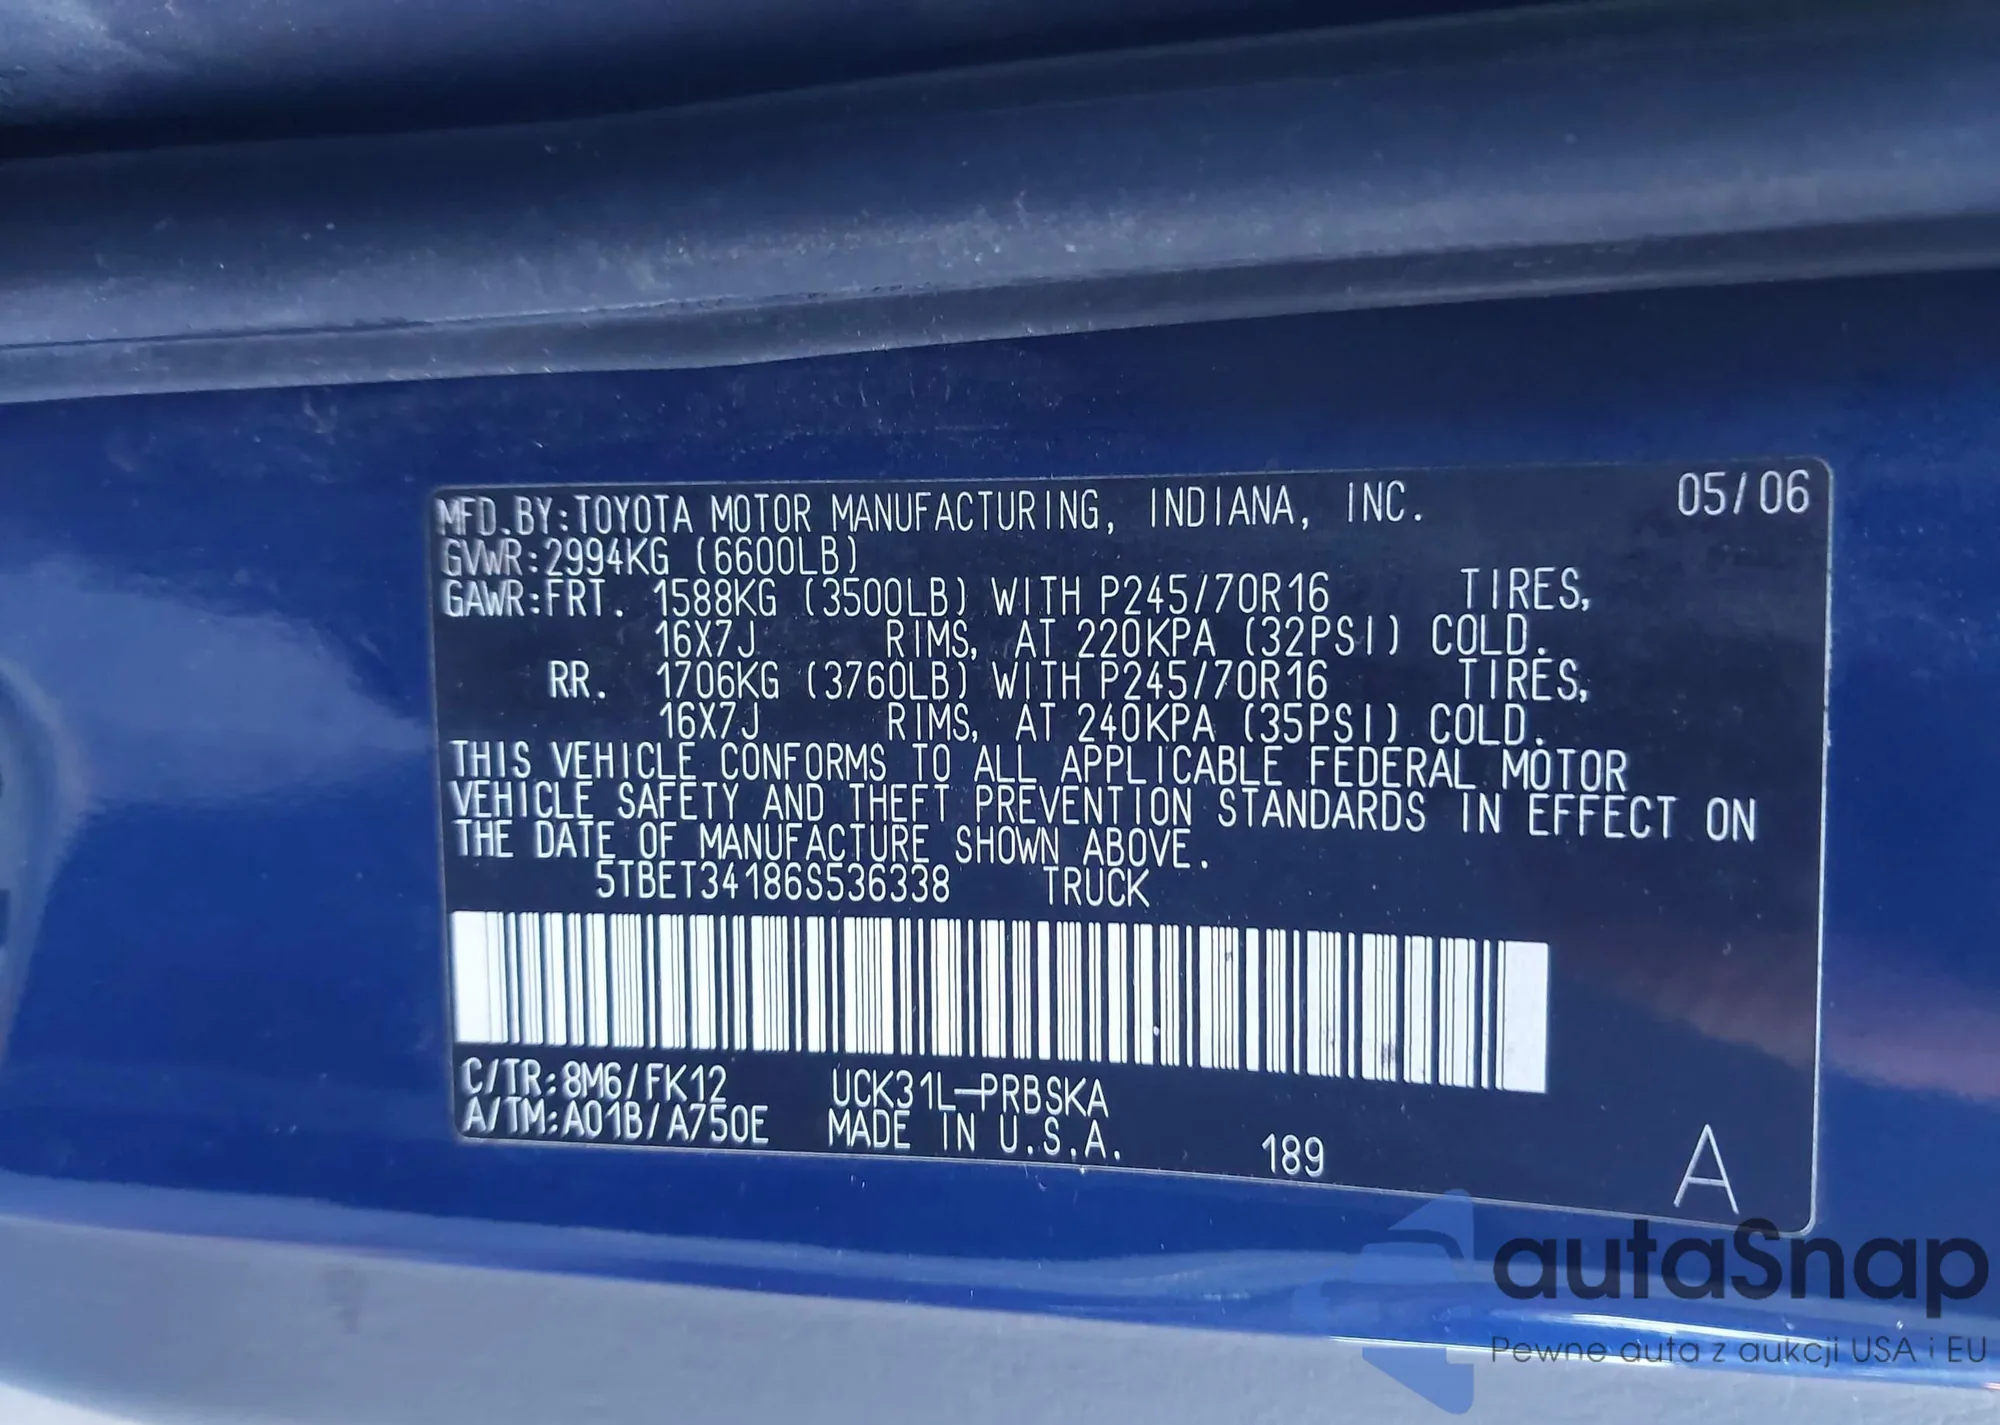 MFD.BY:TOYOTA MOTOR MANUFACTURING, INDIANA, INC. 05/06
GVWR:2994KG (6600LB)
GAWR:FRT. 1588KG (3500LB) WITH P245/70R16 TIRES,
16X7J RIMS, AT 220KPA (32PSI) COLD.
RR. 1706KG (3760LB) WITH P245/70R16 TIRES,
16X7J RIMS, AT 240KPA (35PSI) COLD.
THIS VEHICLE CONFORMS TO ALL APPLICABLE FEDERAL MOTOR
VEHICLE SAFETY AND THEFT PREVENTION STANDARDS IN EFFECT ON
THE DATE OF MANUFACTURE SHOWN ABOVE.
5TBET34186S536338 TRUCK
C/TR:8M6/FK12 UCK31L-PRBSKA
A/TM:A01B/A750E MADE IN U.S.A. 189 A
autaSnap
Pewne auta z aukcji USA i EU